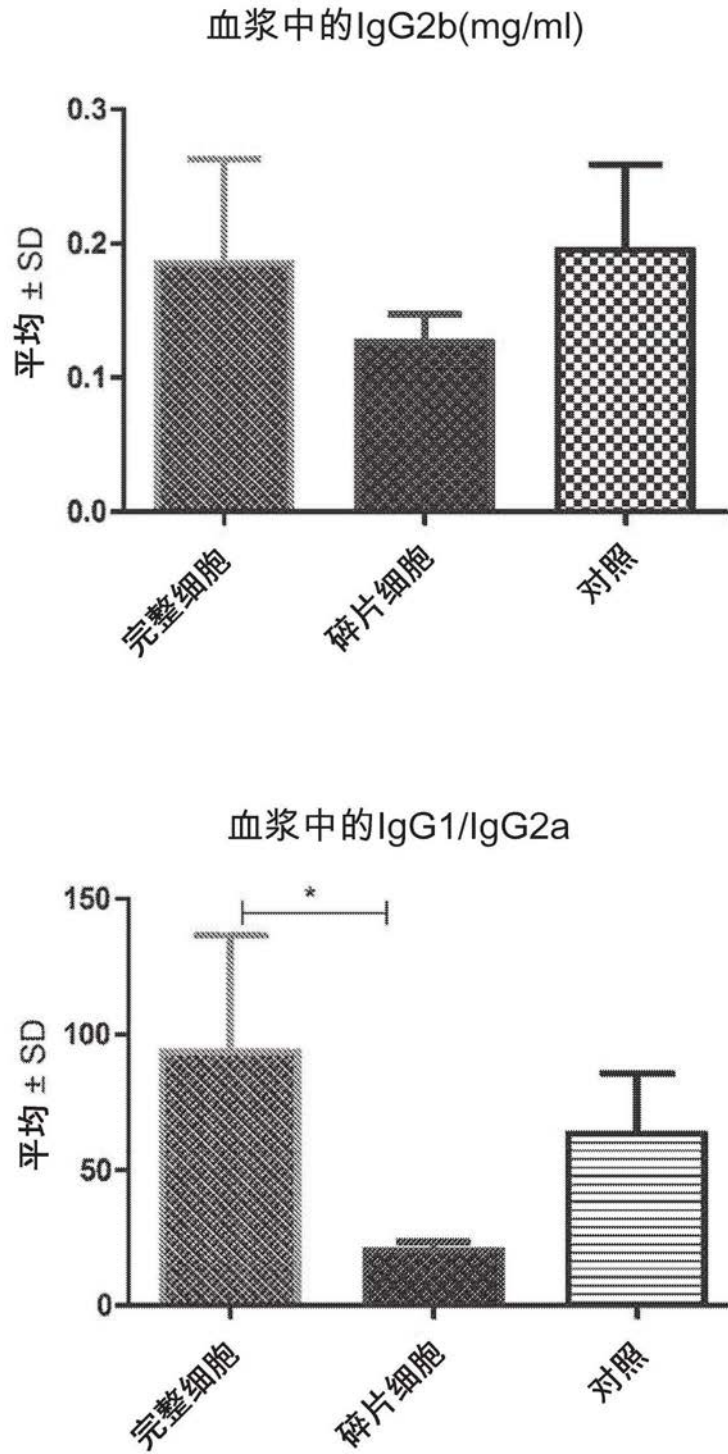 血浆中的IgG2b(mg/ml)
平均 ± SD
0.3
0.2
0.1
0.0
完整细胞
碎片细胞
对照
血浆中的IgG1/IgG2a
平均 ± SD
150
100
50
0
*
完整细胞
碎片细胞
对照